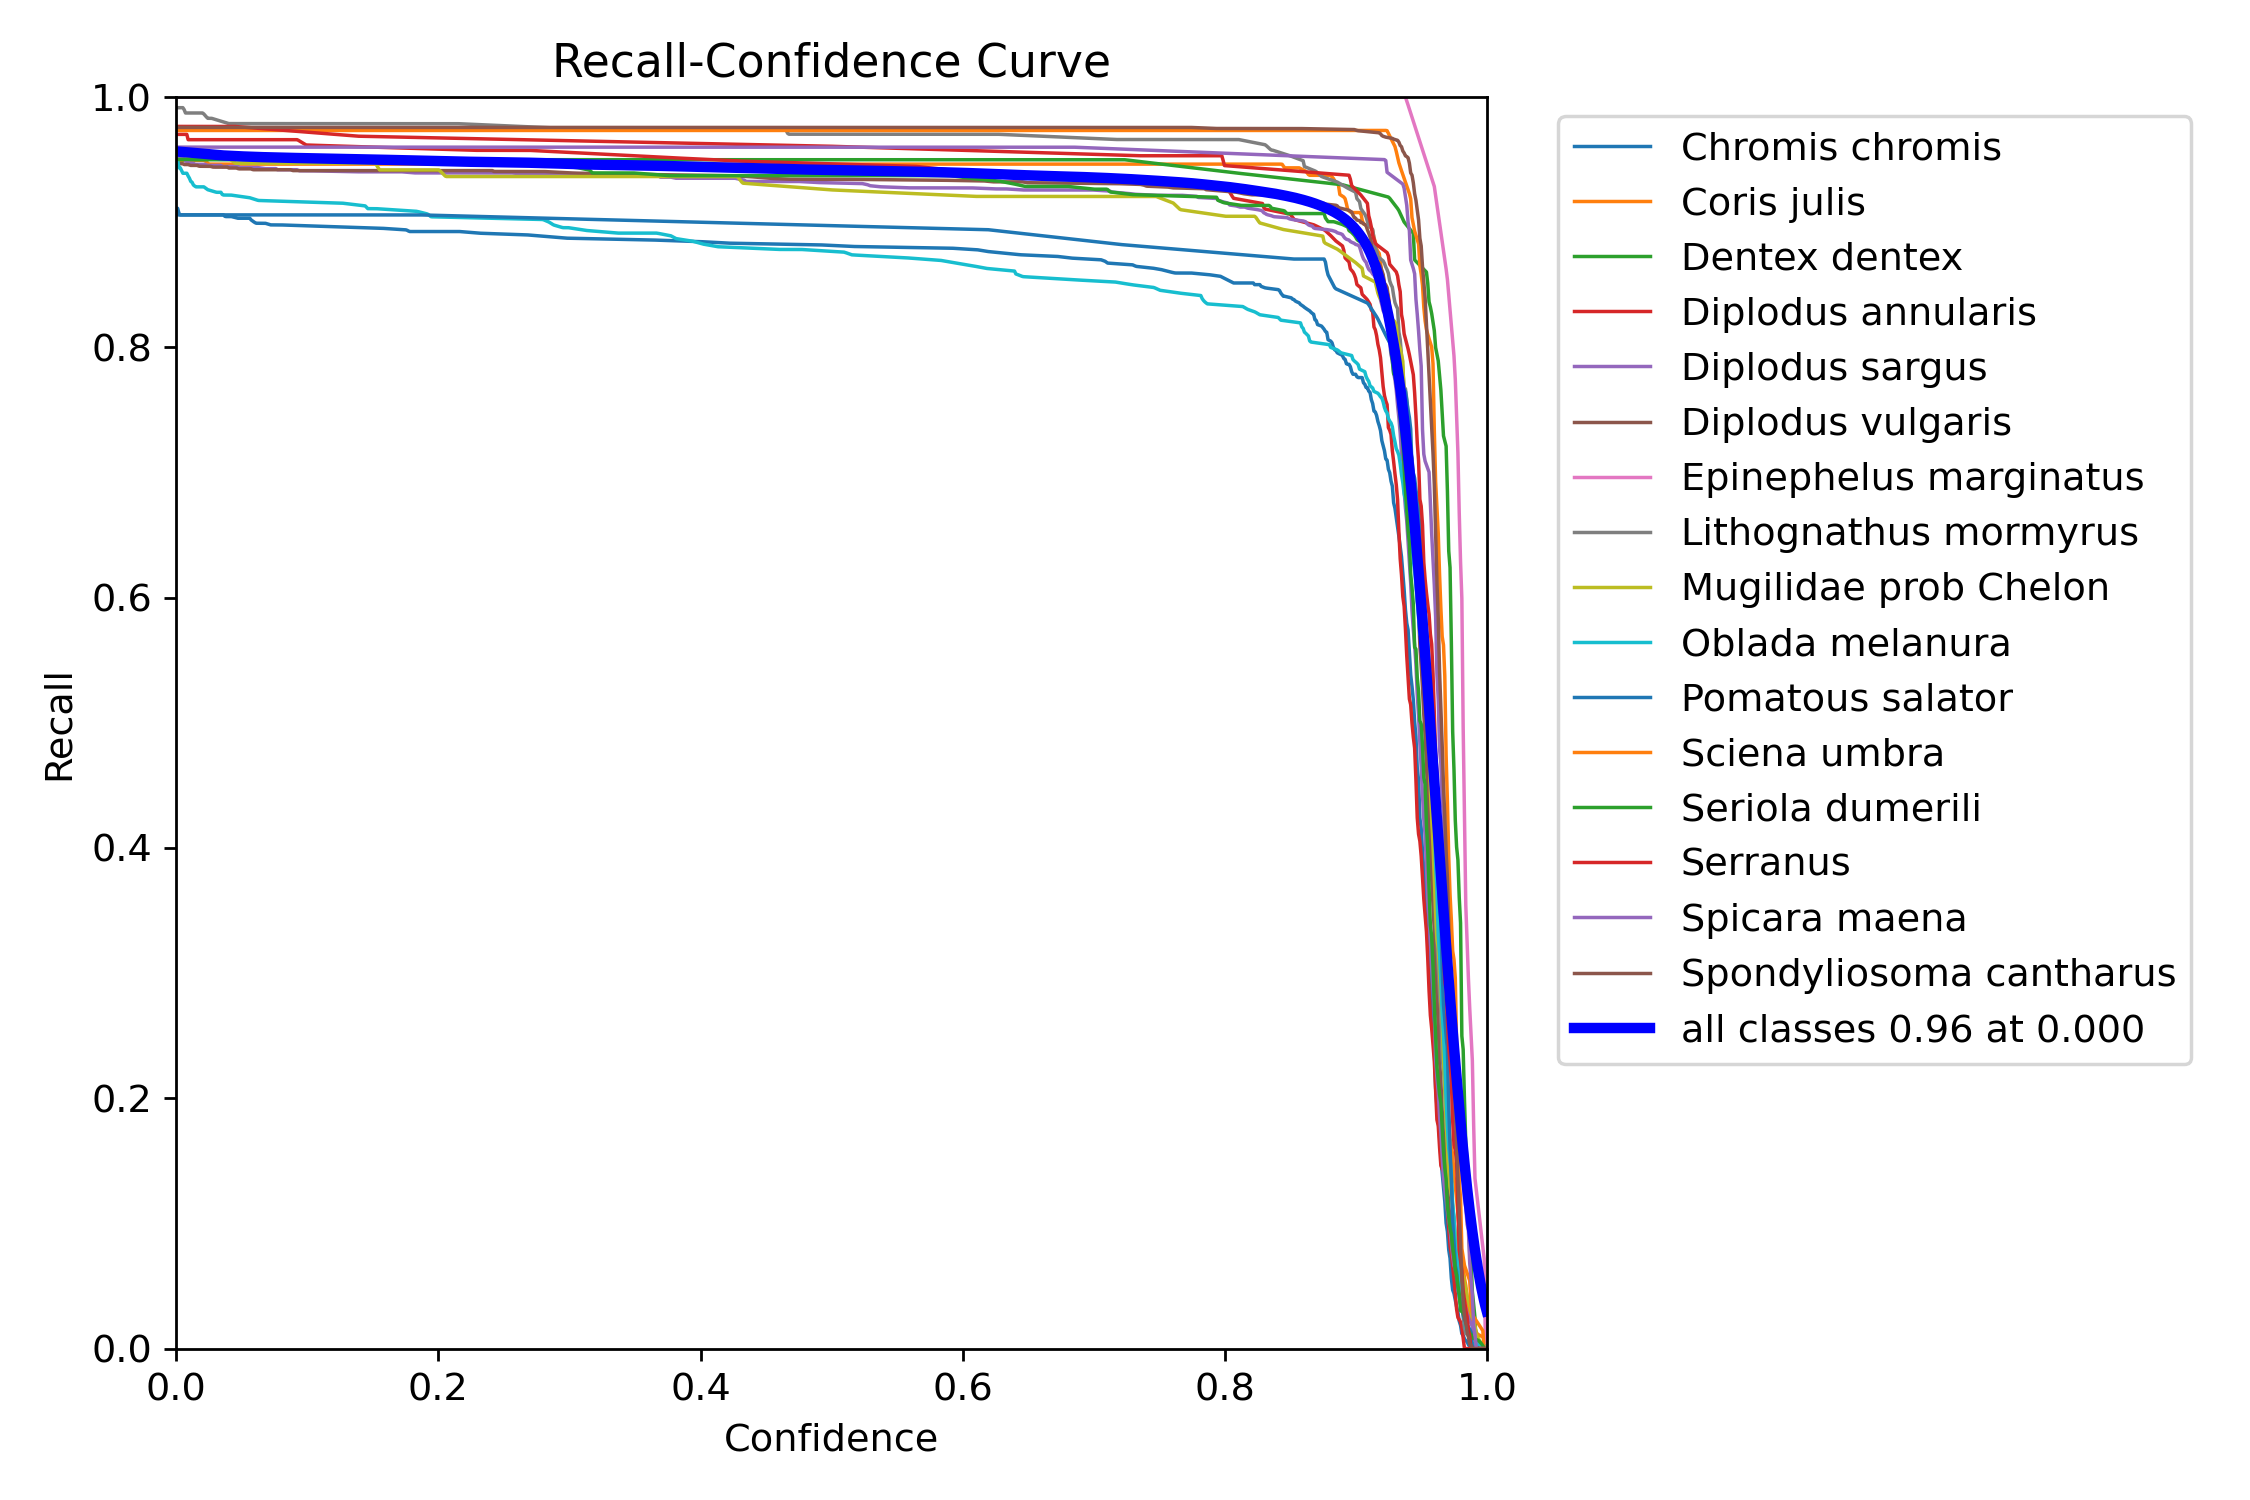 Recall-Confidence Curve
1.0
0.8
0.6
0.4
0.2
0.0
Recall
0.0 0.2 0.4 0.6 0.8 1.0
Confidence
Chromis chromis
Coris julis
Dentex dentex
Diplodus annularis
Diplodus sargus
Diplodus vulgaris
Epinephelus marginatus
Lithognathus mormyrus
Mugilidae prob Chelon
Oblada melanura
Pomatous salator
Sciena umbra
Seriola dumerili
Serranus
Spicara maena
Spondyliosoma cantharus
all classes 0.96 at 0.000